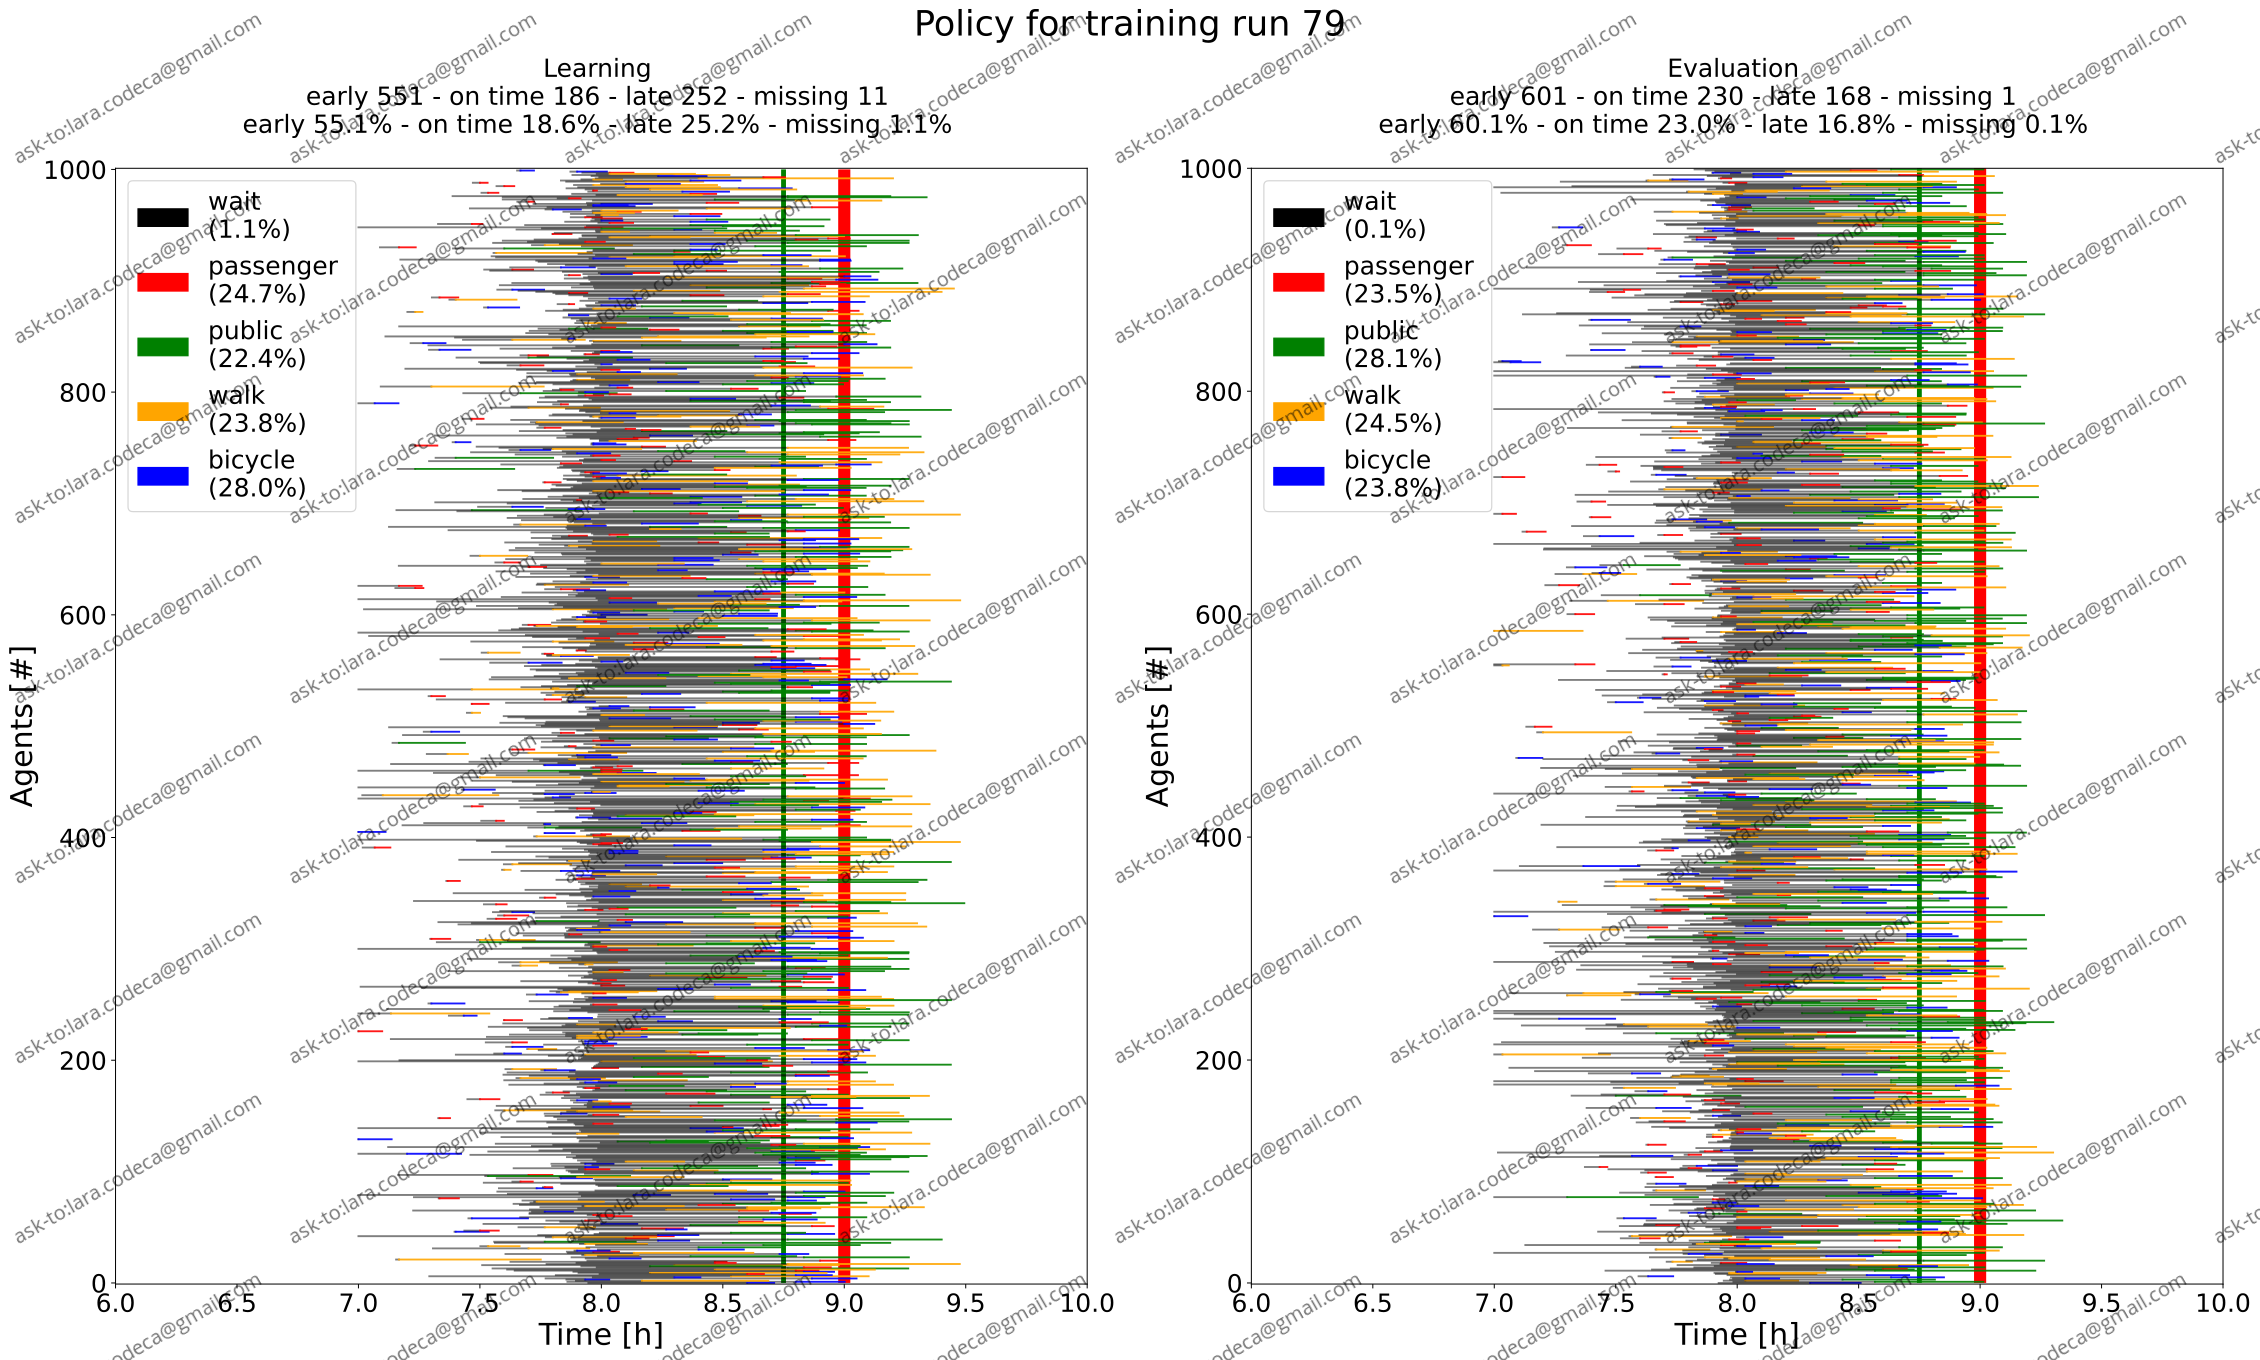 Policy for training run 79
Learning
early 551 - on time 186 - late 252 - missing 11
early 55.1% - on time 18.6% - late 25.2% - missing 1.1%
1000
800
600
400
200
0
Agents [#]
wait
(1.1%)
passenger
(24.7%)
public
(22.4%)
walk
(23.8%)
bicycle
(28.0%)
6.0 6.5 7.0 7.5 8.0 8.5 9.0 9.5 10.0
Time [h]
Evaluation
early 601 - on time 230 - late 168 - missing 1
early 60.1% - on time 23.0% - late 16.8% - missing 0.1%
1000
800
600
400
200
0
Agents [#]
wait
(0.1%)
passenger
(23.5%)
public
(28.1%)
walk
(24.5%)
bicycle
(23.8%)
6.0 6.5 7.0 7.5 8.0 8.5 9.0 9.5 10.0
Time [h]
ask-to:lara.codeca@gmail.com